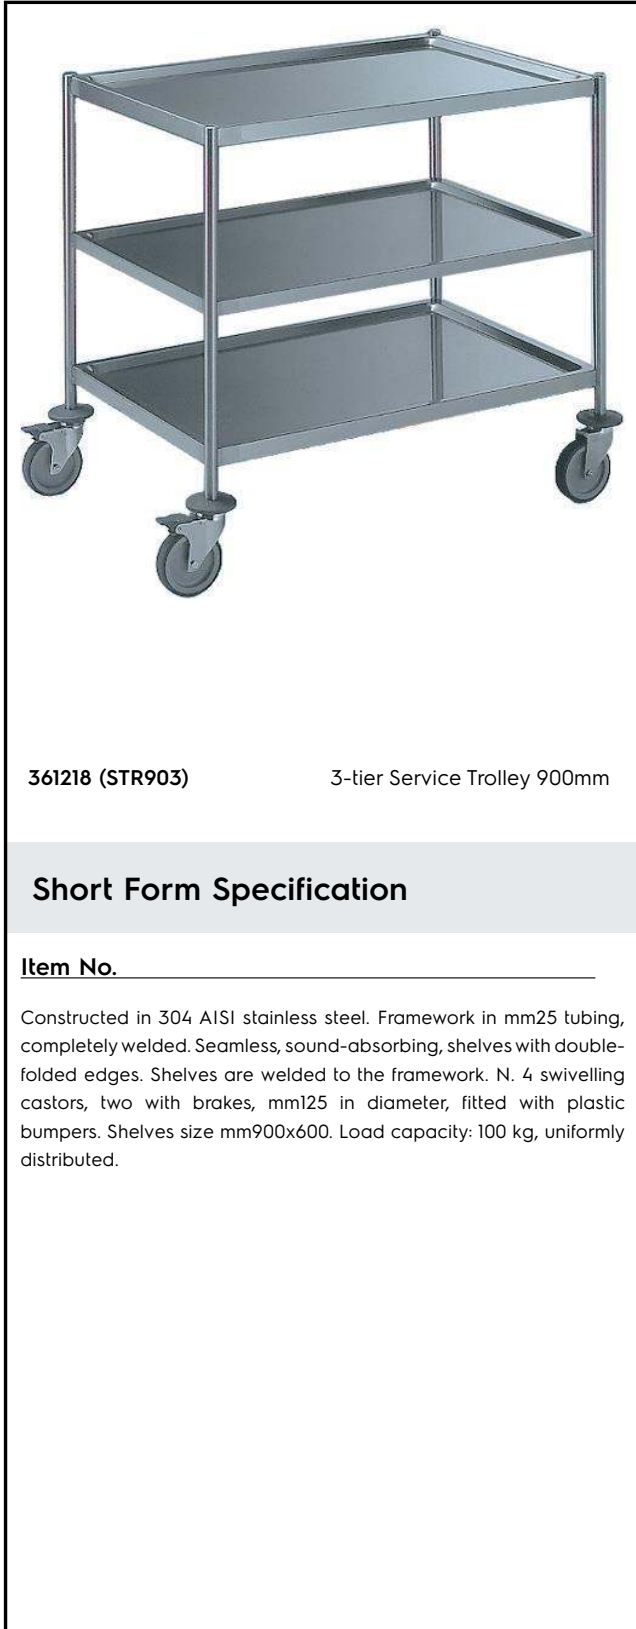 361218 (STR903) 3-tier Service Trolley 900mm
Short Form Specification
Item No.
Constructed in 304 AISI stainless steel. Framework in mm25 tubing,
completely welded. Seamless, sound-absorbing, shelves with double-
folded edges. Shelves are welded to the framework. N. 4 swivelling
castors, two with brakes, mm125 in diameter, fitted with plastic
bumpers. Shelves size mm900x600. Load capacity: 100 kg, uniformly
distributed.